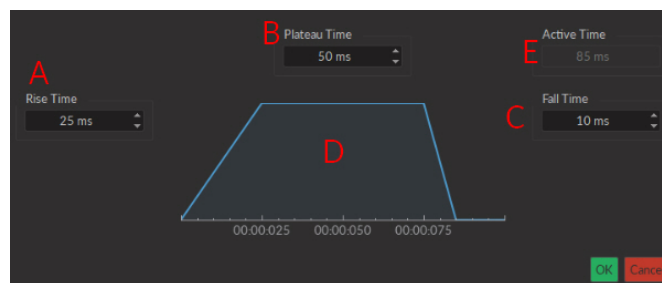 B
Plateau Time
50 ms
Active Time
E
85 ms
A
Rise Time
25 ms
Fall Time
C
10 ms
D
00:00:025 00:00:050 00:00:075
OK
Cance